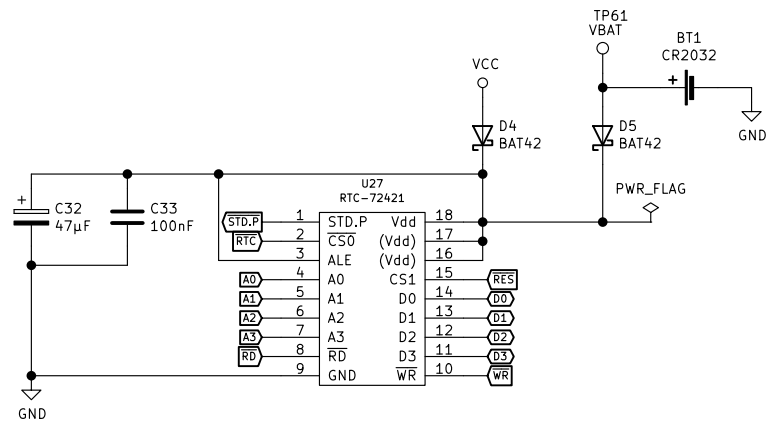 TP61
VBAT
BT1
CR2032
+
VCC
GND
D4
BAT42
D5
BAT42
PWR_FLAG
U27
RTC-72421
+
C32
47µF
C33
100nF
STD.P 1 STD.P Vdd 18
RTC 2 CS0 (Vdd) 17
3 ALE (Vdd) 16
A0 4 A0 CS1 15 RES
A1 5 A1 D0 14 D0
A2 6 A2 D1 13 D1
A3 7 A3 D2 12 D2
RD 8 RD D3 11 D3
9 GND WR 10 WR
GND